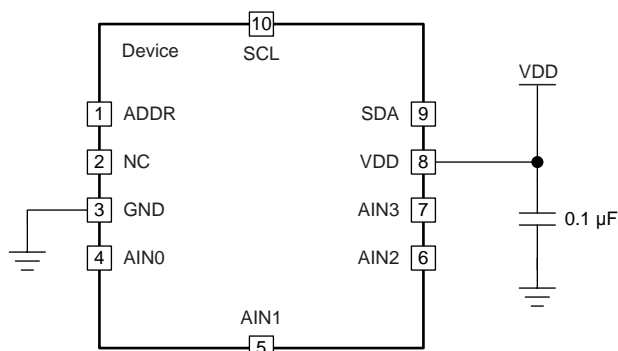 10
Device
SCL
VDD
1 ADDR
SDA 9
2 NC
VDD 8
3 GND
AIN3 7
0.1 µF
4 AIN0
AIN2 6
AIN1
5